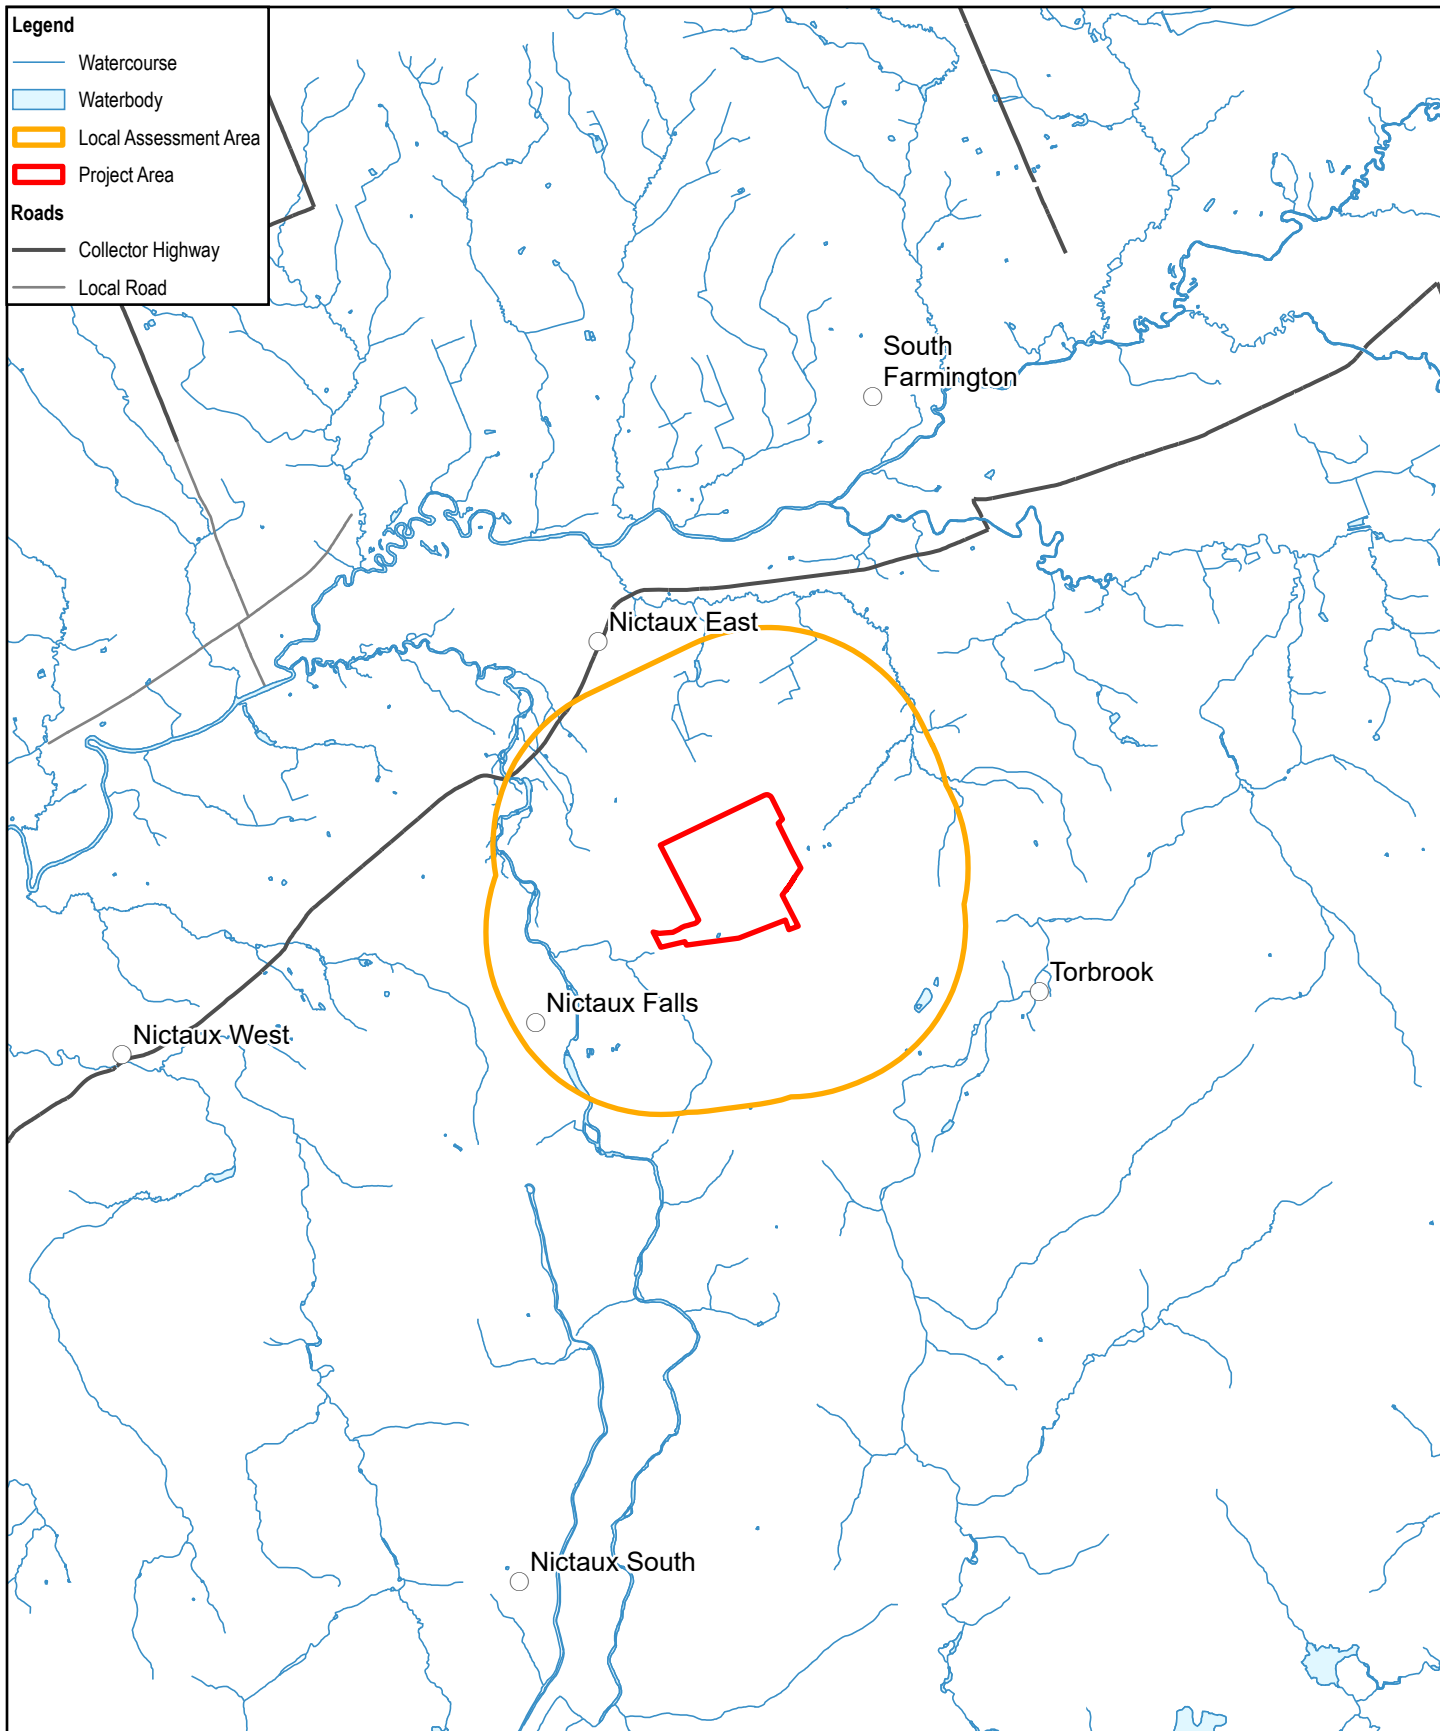 Legend
Watercourse
Waterbody
Local Assessment Area
Project Area
Roads
Collector Highway
Local Road
South
Farmington
Nictaux East
Torbrook
Nictaux Falls
Nictaux West
Nictaux South